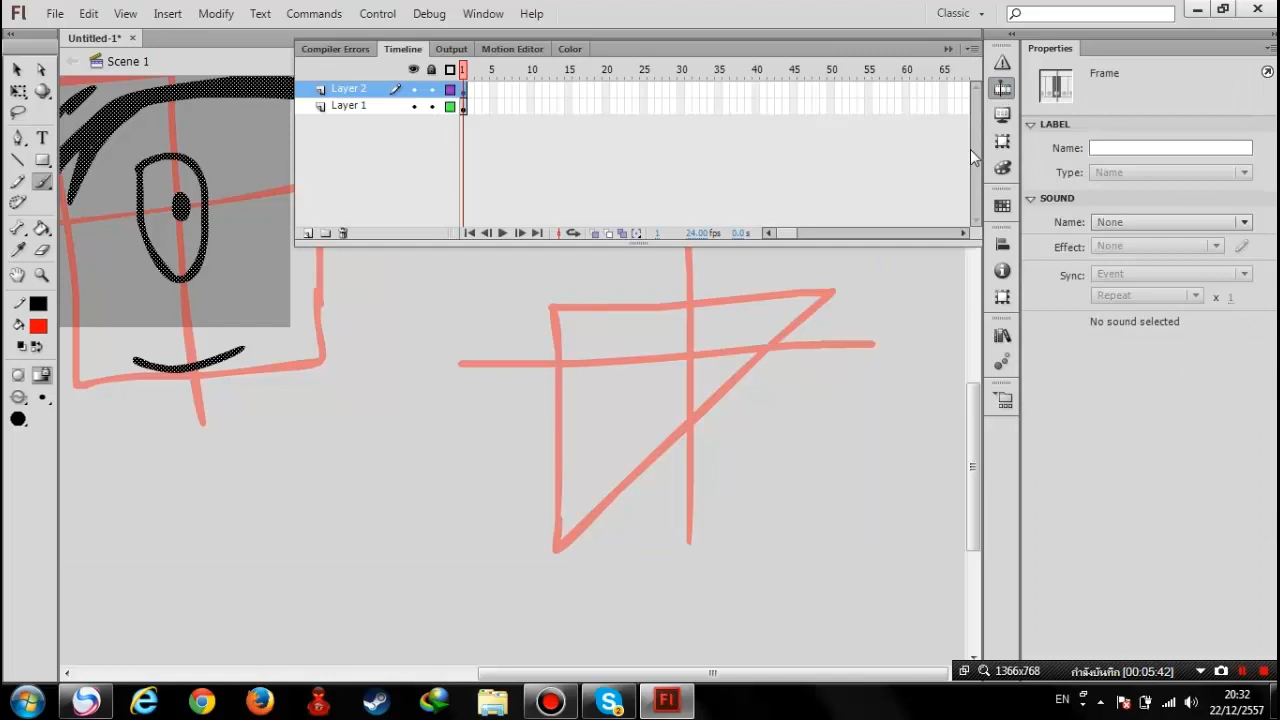 Fl File Edit View Insert Modify Text Commands Control Debug Window Help Classic
Untitled-1*
Scene 1
Compiler Errors Timeline Output Motion Editor Color
1 5 10 15 20 25 30 35 40 45 50 55 60 65
Layer 2
Layer 1
1 24.00 fps 0.0 s
Properties
Frame
LABEL
Name:
Type: Name
SOUND
Name: None
Effect: None
Sync: Event
Repeat x 1
No sound selected
1366x768 กำลังบันทึก [00:05:42]
2 Fl EN 20:32
22/12/2557